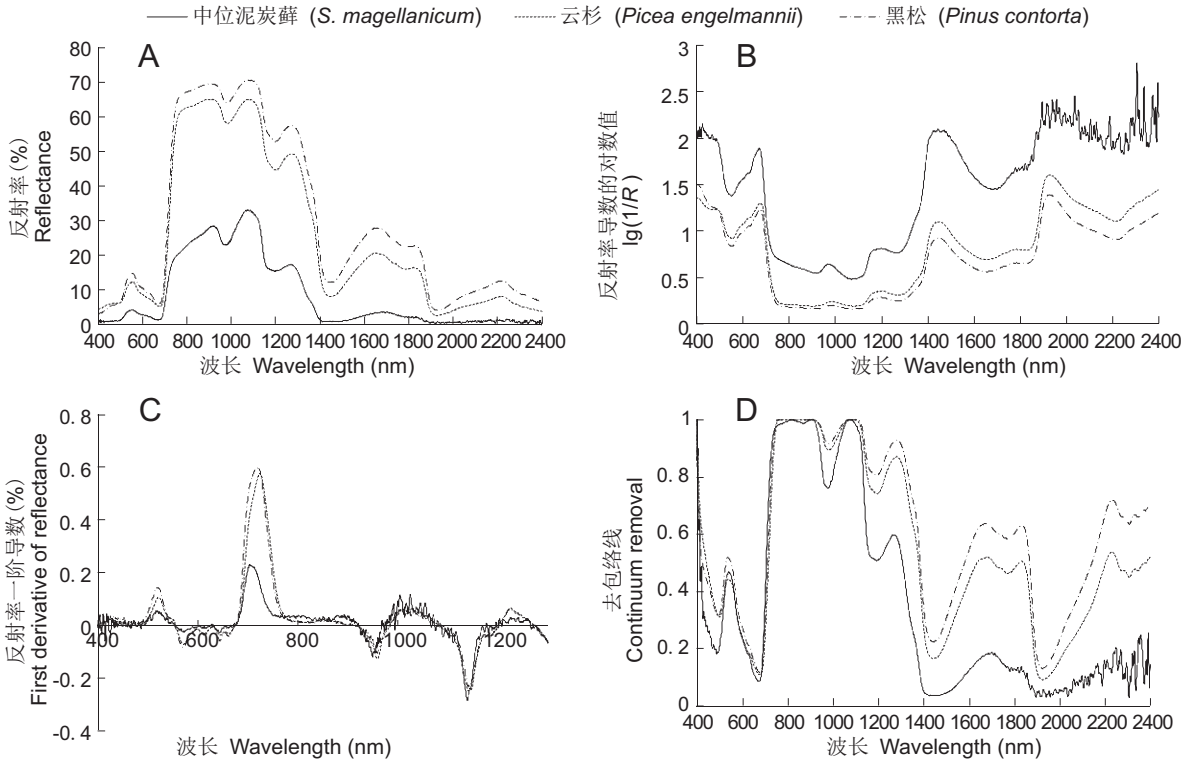 中位泥炭藓 (S. magellanicum) 云杉 (Picea engelmannii) 黑松 (Pinus contorta)
A
反射率(%)
Reflectance
80
70
60
50
40
30
20
10
0
400 600 800 1000 1200 1400 1600 1800 2000 2200 2400
波长 Wavelength (nm)
B
反射率导数的对数值
lg(1/R)
3
2.5
2
1.5
1
0.5
0
400 600 800 1000 1200 1400 1600 1800 2000 2200 2400
波长 Wavelength (nm)
C
反射率一阶导数(%)
First derivative of reflectance
0.8
0.6
0.4
0.2
0
-0.2
-0.4
400 600 800 1000 1200
波长 Wavelength (nm)
D
去包络线
Continuum removal
1
0.8
0.6
0.4
0.2
0
400 600 800 1000 1200 1400 1600 1800 2000 2200 2400
波长 Wavelength (nm)